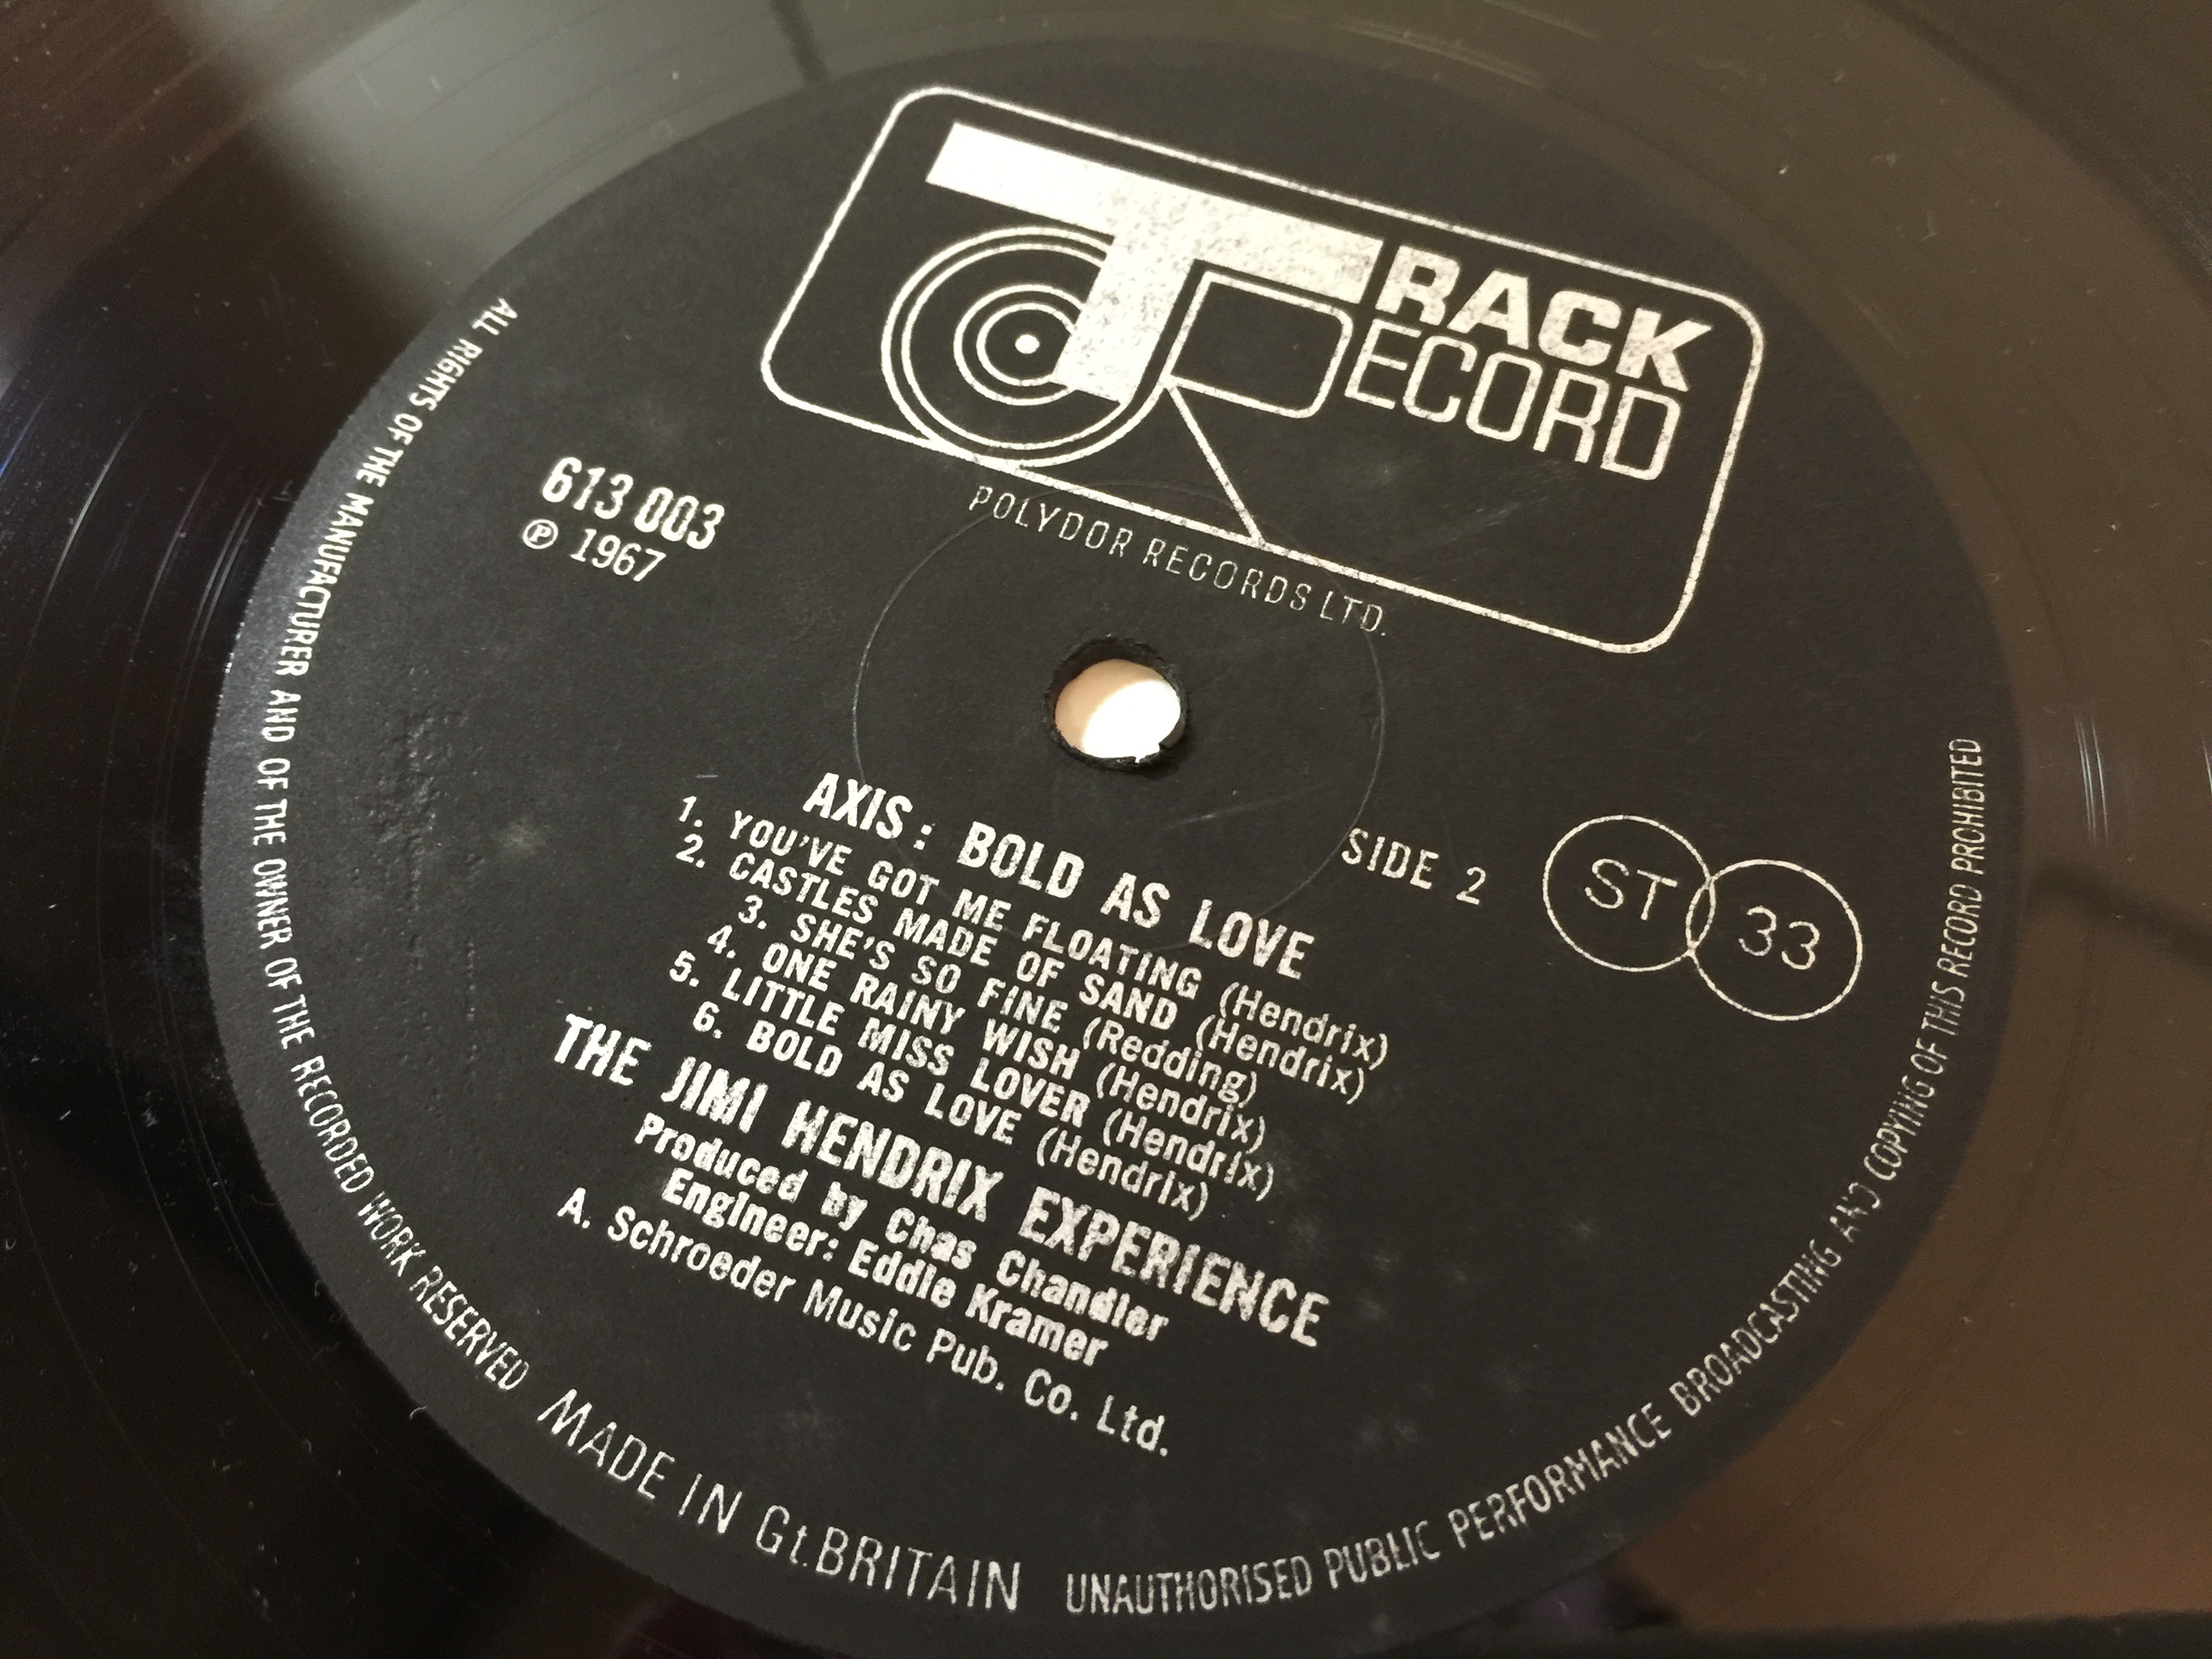 TRACK
RECORD
POLYDOR RECORDS LTD.
613 003
℗ 1967
SIDE 2
ST 33
AXIS: BOLD AS LOVE
1. YOU'VE GOT ME FLOATING (Hendrix)
2. CASTLES MADE OF SAND (Hendrix)
3. SHE'S SO FINE (Redding)
4. ONE RAINY WISH (Hendrix)
5. LITTLE MISS LOVER (Hendrix)
6. BOLD AS LOVE (Hendrix)
THE JIMI HENDRIX EXPERIENCE
Produced by Chas Chandler
Engineer: Eddie Kramer
A. Schroeder Music Pub. Co. Ltd.
ALL RIGHTS OF THE MANUFACTURER AND OF THE OWNER OF THE RECORDED WORK RESERVED
MADE IN Gt.BRITAIN
UNAUTHORISED PUBLIC PERFORMANCE BROADCASTING AND COPYING OF THIS RECORD PROHIBITED